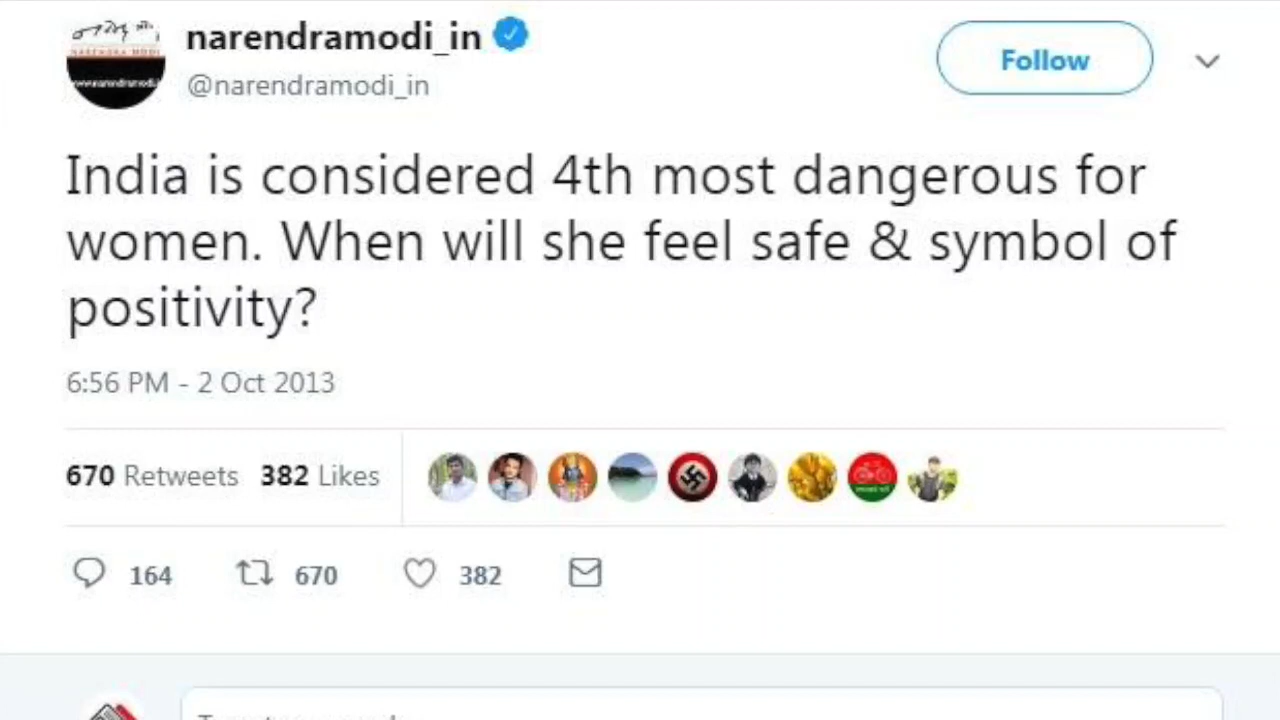 narendramodi_in
@narendramodi_in
Follow
India is considered 4th most dangerous for
women. When will she feel safe & symbol of
positivity?
6:56 PM - 2 Oct 2013
670 Retweets 382 Likes
164 670 382